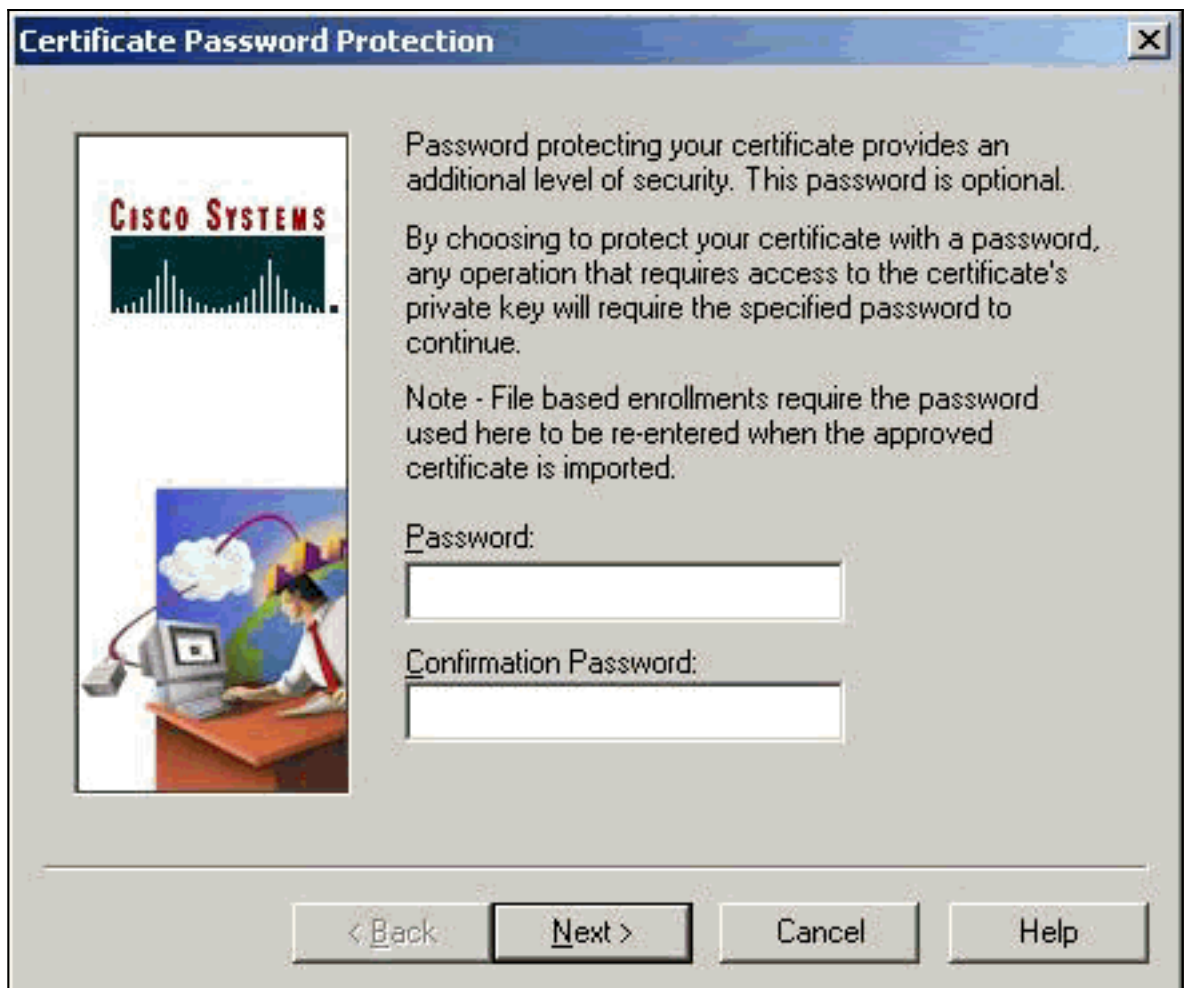 Certificate Password Protection
CISCO SYSTEMS
Password protecting your certificate provides an
additional level of security. This password is optional.
By choosing to protect your certificate with a password,
any operation that requires access to the certificate's
private key will require the specified password to
continue.
Note - File based enrollments require the password
used here to be re-entered when the approved
certificate is imported.
Password:
Confirmation Password:
< Back
Next >
Cancel
Help